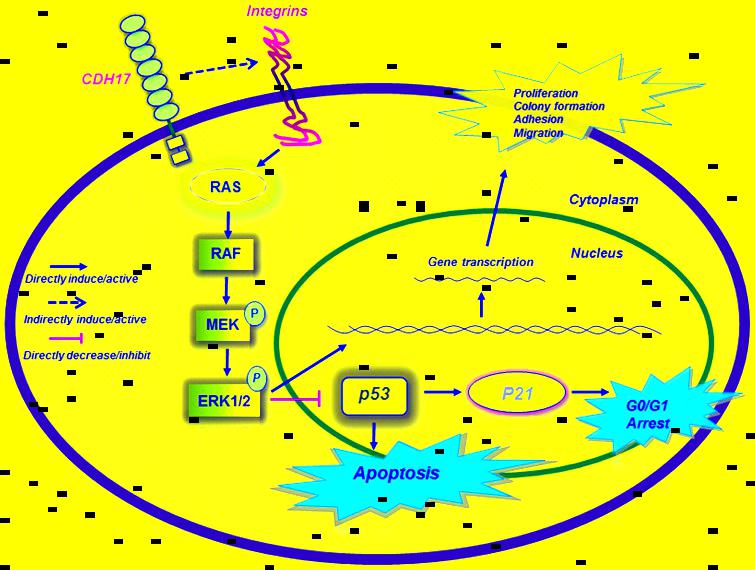 Integrins
CDH17
Proliferation
Colony formation
Adhesion
Migration
RAS
Cytoplasm
RAF
Nucleus
Gene transcription
Directly induce/active
Indirectly induce/active
Directly decrease/inhibit
MEK
P
P
ERK1/2
p53
P21
G0/G1
Arrest
Apoptosis